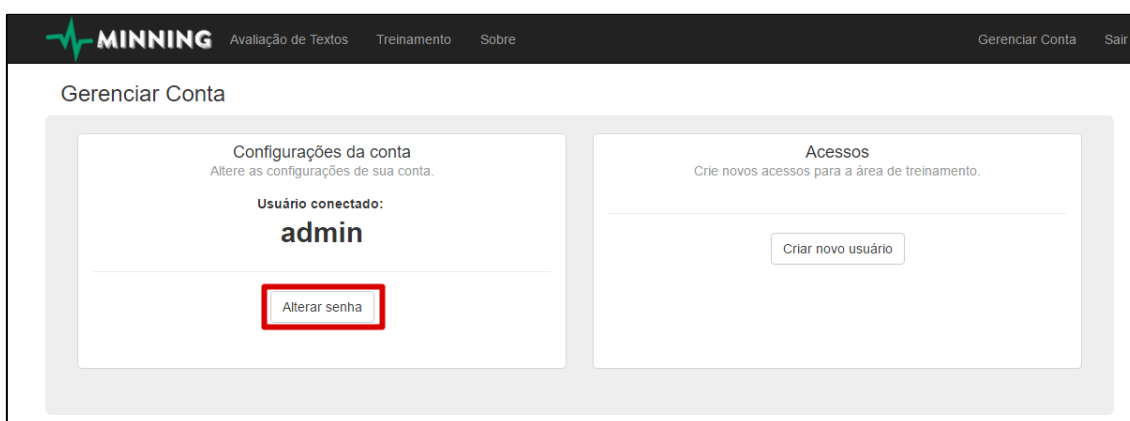 MINNING Avaliação de Textos Treinamento Sobre Gerenciar Conta Sair
Gerenciar Conta
Configurações da conta
Altere as configurações de sua conta.
Usuário conectado:
admin
Alterar senha
Acessos
Crie novos acessos para a área de treinamento.
Criar novo usuário